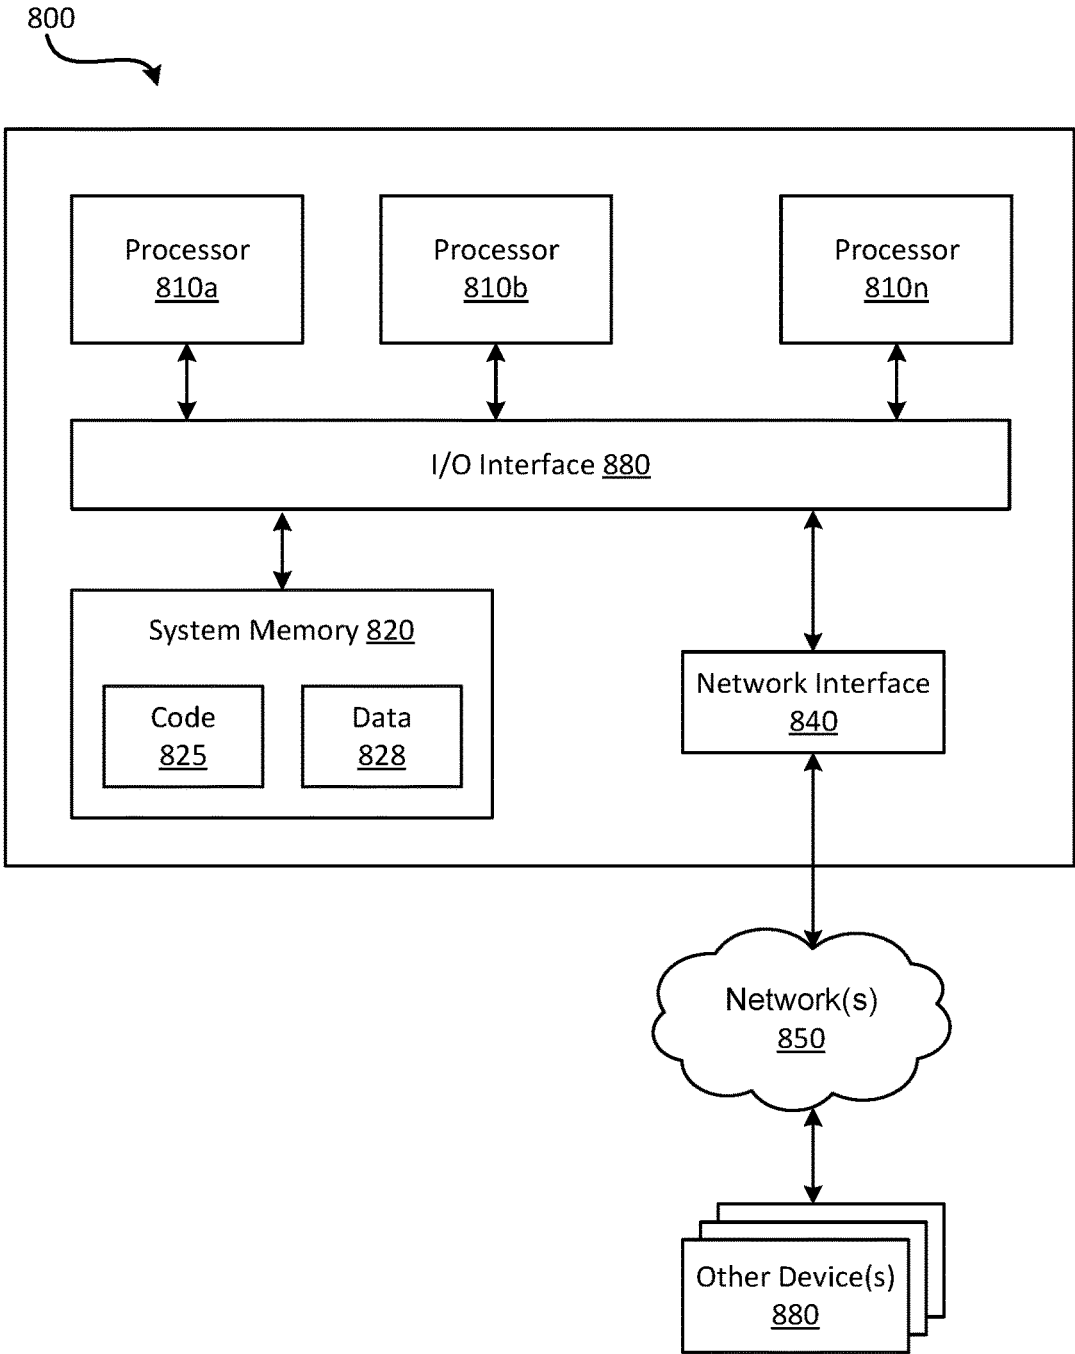 800
Processor
810a
Processor
810b
Processor
810n
I/O Interface 880
System Memory 820
Code
825
Data
828
Network Interface
840
Network(s)
850
Other Device(s)
880